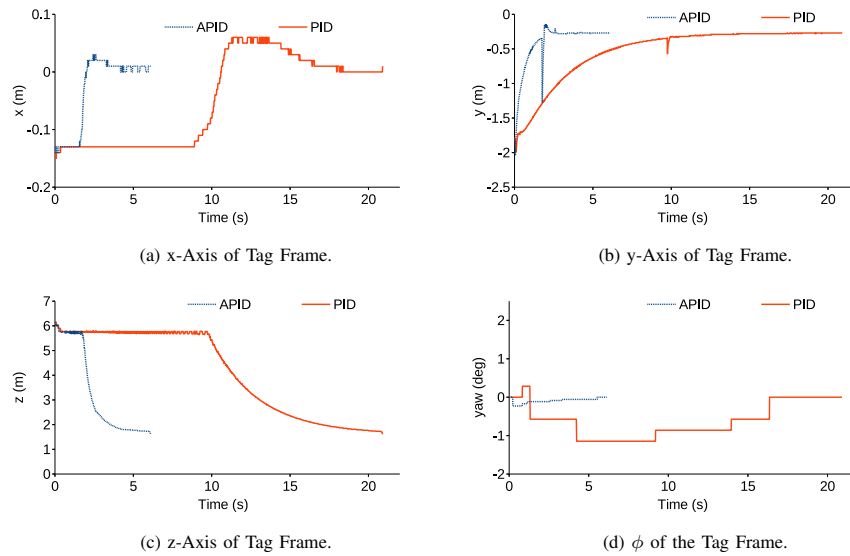 APID PID
0.1
0
-0.1
-0.2
x (m)
0 5 10 15 20
Time (s)
(a) x-Axis of Tag Frame.
APID PID
0
-0.5
-1
-1.5
-2
-2.5
y (m)
0 5 10 15 20
Time (s)
(b) y-Axis of Tag Frame.
APID PID
7
6
5
4
3
2
1
0
z (m)
0 5 10 15 20
Time (s)
(c) z-Axis of Tag Frame.
APID PID
2
1
0
-1
-2
yaw (deg)
0 5 10 15 20
Time (s)
(d) ϕ of the Tag Frame.